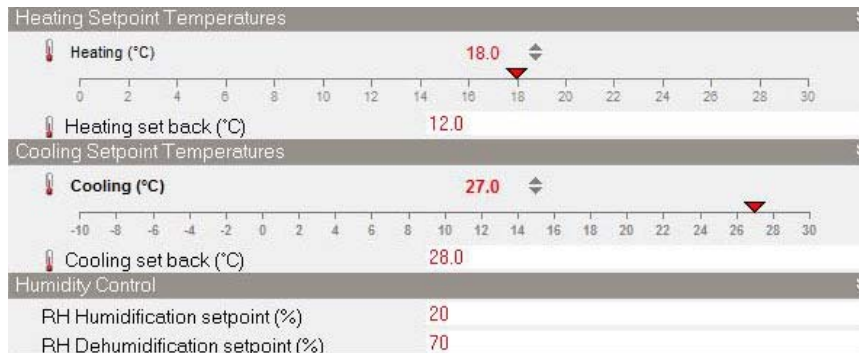 Heating Setpoint Temperatures
Heating (°C) 18.0
0 2 4 6 8 10 12 14 16 18 20 22 24 26 28 30
Heating set back (°C) 12.0
Cooling Setpoint Temperatures
Cooling (°C) 27.0
-10 -8 -6 -4 -2 0 2 4 6 8 10 12 14 16 18 20 22 24 26 28 30
Cooling set back (°C) 28.0
Humidity Control
RH Humidification setpoint (%) 20
RH Dehumidification setpoint (%) 70